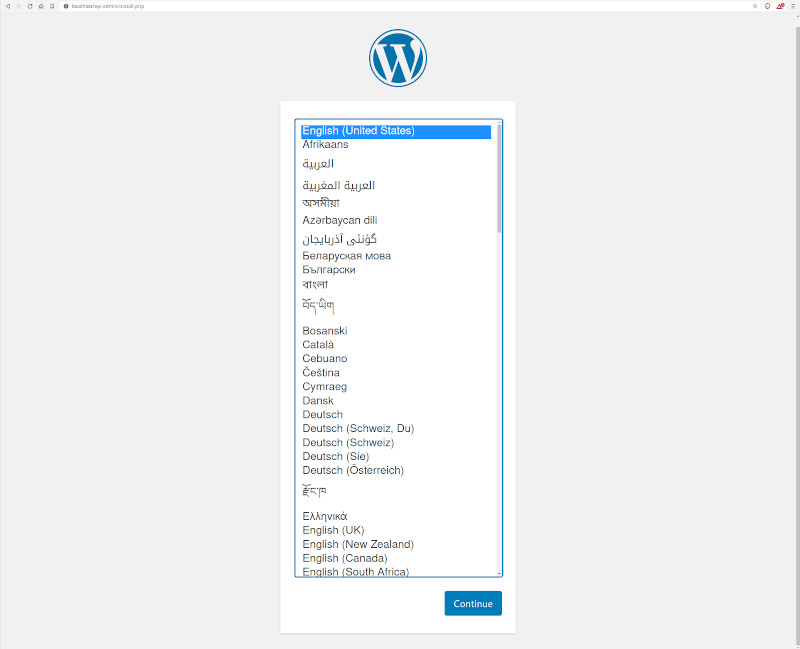 localhost/wp-admin/install.php
English (United States)
Afrikaans
العربية
العربية المغربية
অসমীয়া
Azərbaycan dili
گؤنئی آذربایجان
Беларуская мова
Български
বাংলা
བོད་ཡིག
Bosanski
Català
Cebuano
Čeština
Cymraeg
Dansk
Deutsch
Deutsch (Schweiz, Du)
Deutsch (Schweiz)
Deutsch (Sie)
Deutsch (Österreich)
རྫོང་ཁ
Ελληνικά
English (UK)
English (New Zealand)
English (Canada)
English (South Africa)
Continue